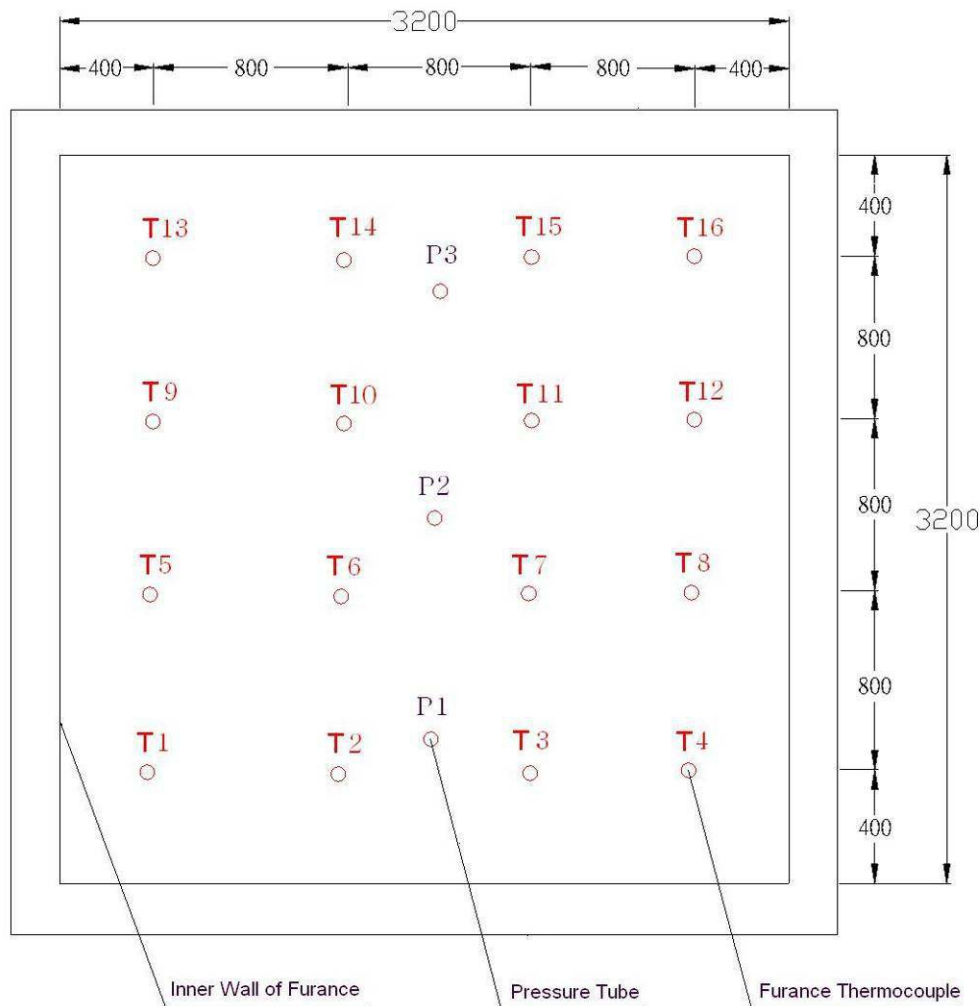 3200
400 800 800 800 400
T13 T14 T15 T16
P3
400
800
T9 T10 T11 T12
P2
800
3200
T5 T6 T7 T8
800
P1
T1 T2 T3 T4
400
Inner Wall of Furance
Pressure Tube
Furance Thermocouple